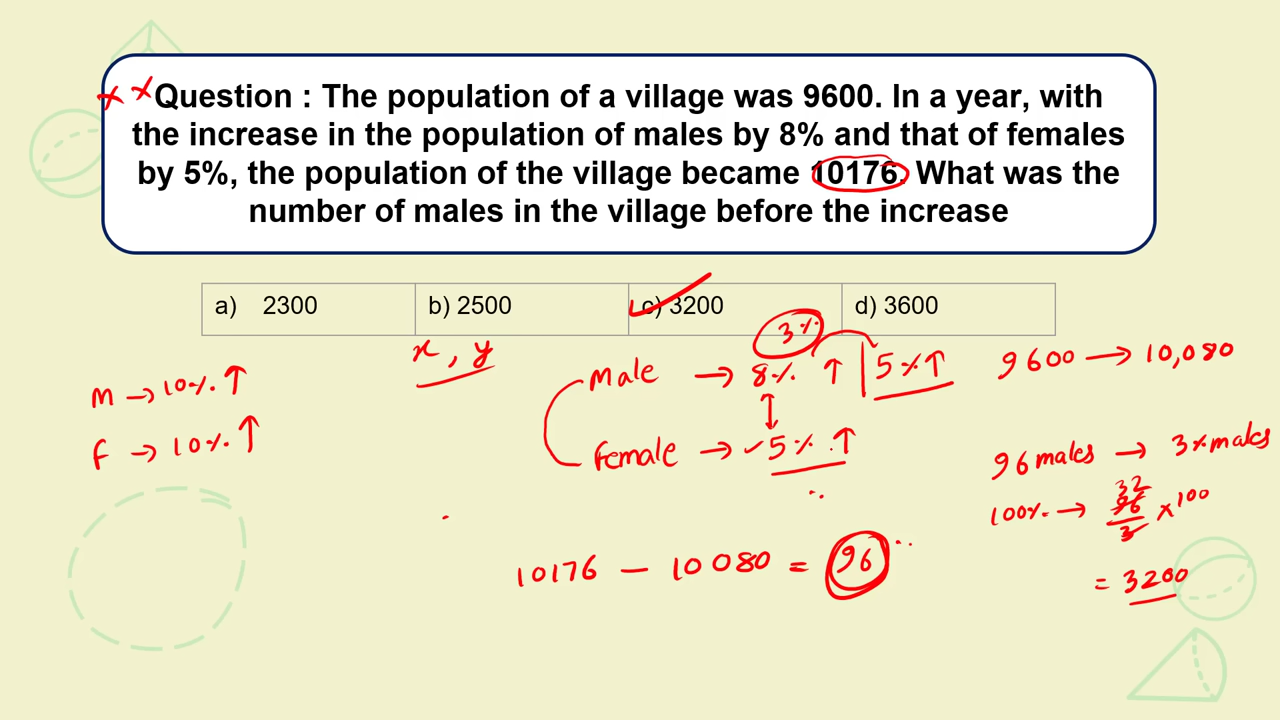 x x Question : The population of a village was 9600. In a year, with
the increase in the population of males by 8% and that of females
by 5%, the population of the village became 10176. What was the
number of males in the village before the increase
a) 2300 b) 2500 c) 3200 d) 3600
x, y
3%
Male → 8% ↑ | 5% ↑
9600 → 10,080
M → 10% ↑
F → 10% ↑
Female → ✓5% ↑
96 males → 3% males
100% → 96/3 × 100
32
10176 - 10080 = 96
= 3200